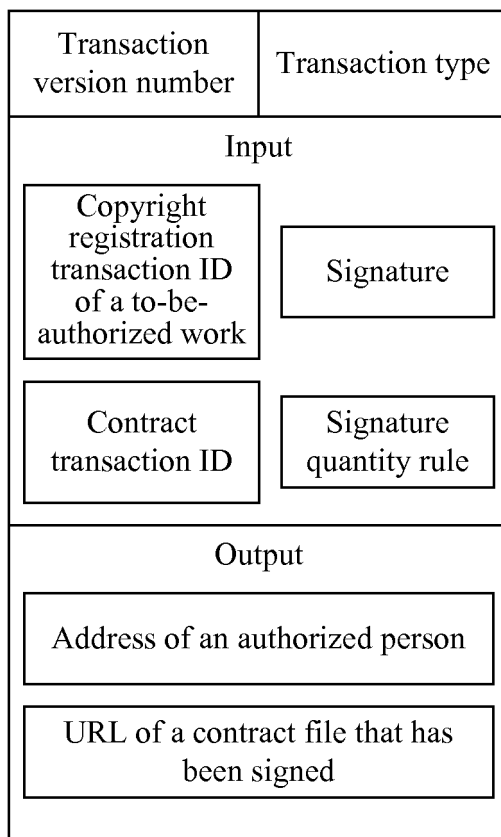 Transaction
version number
Transaction type
Input
Copyright
registration
transaction ID
of a to-be-
authorized work
Signature
Contract
transaction ID
Signature
quantity rule
Output
Address of an authorized person
URL of a contract file that has
been signed